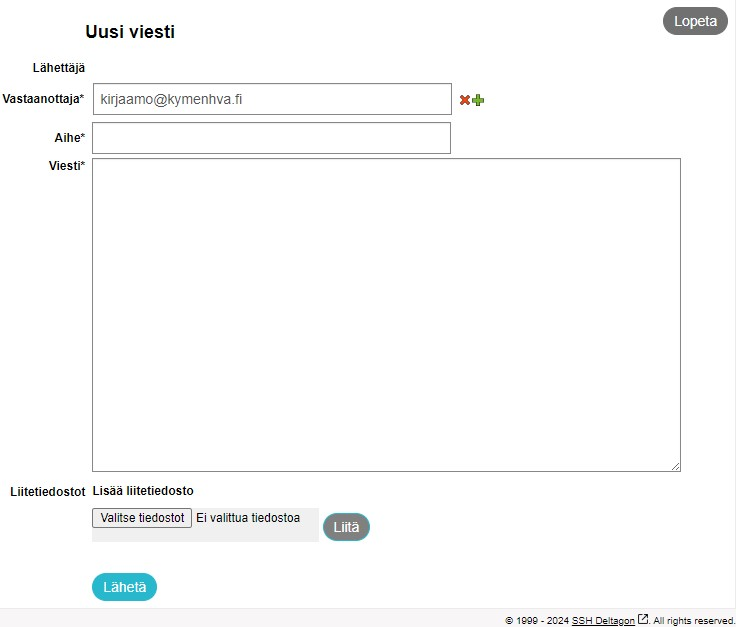 Lopeta
Uusi viesti
Lähettäjä
Vastaanottaja* kirjaamo@kymenhva.fi
Aihe*
Viesti*
Liitetiedostot Lisää liitetiedosto
Valitse tiedostot Ei valittua tiedostoa Liitä
Lähetä
© 1999 - 2024 SSH Deltagon. All rights reserved.